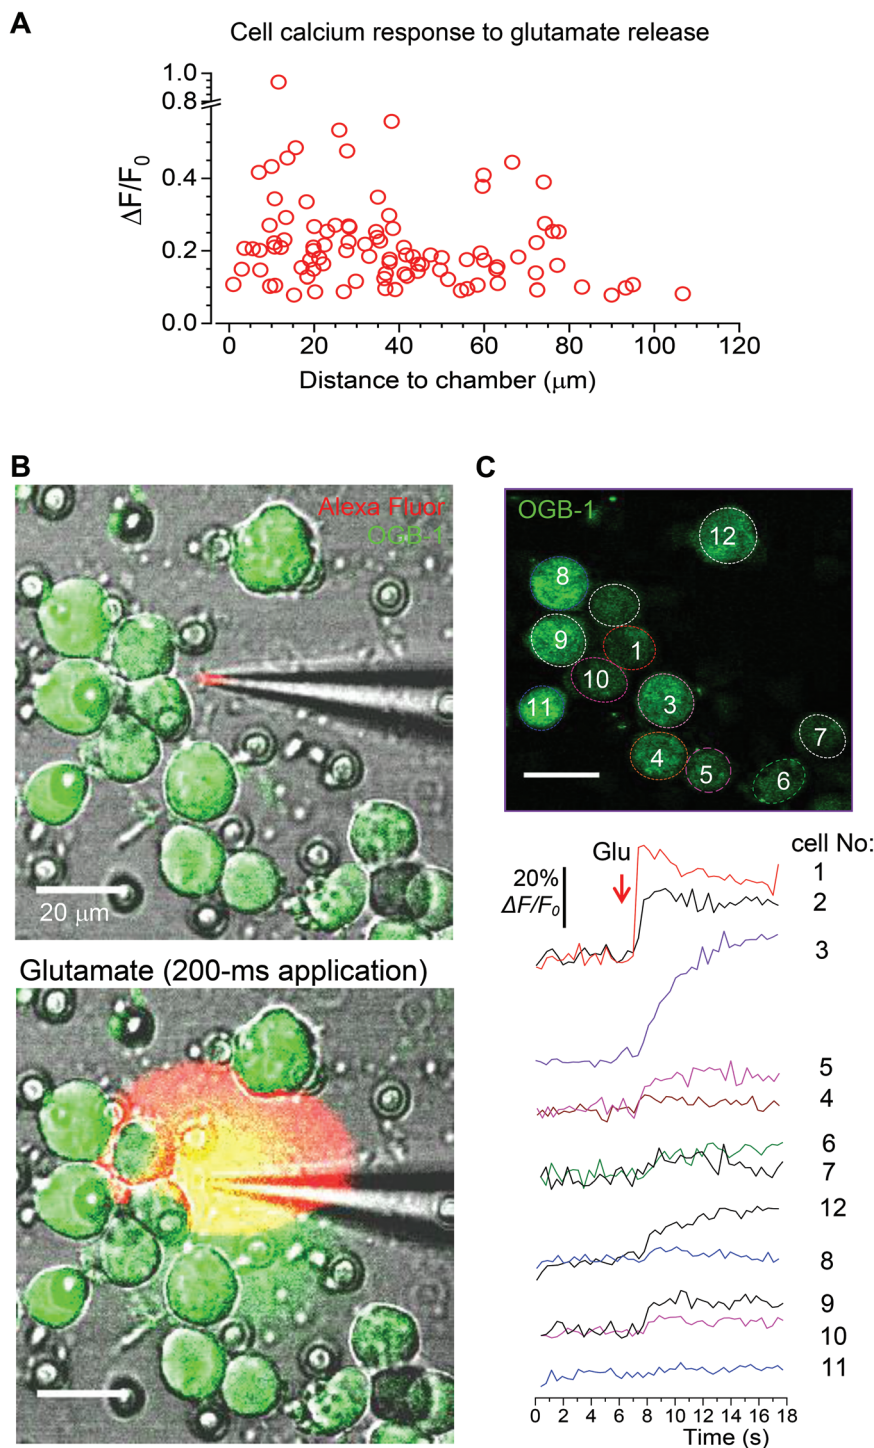 A
Cell calcium response to glutamate release
1.0
0.8
0.4
0.2
0.0
ΔF/F0
0 20 40 60 80 100 120
Distance to chamber (μm)
B
Alexa Fluor
OGB-1
20 μm
Glutamate (200-ms application)
C
OGB-1
12
8
9
1
10
3
11
7
4
5
6
cell No:
Glu
20%
ΔF/F0
1
2
3
5
4
6
7
12
8
9
10
11
0 2 4 6 8 10 12 14 16 18
Time (s)